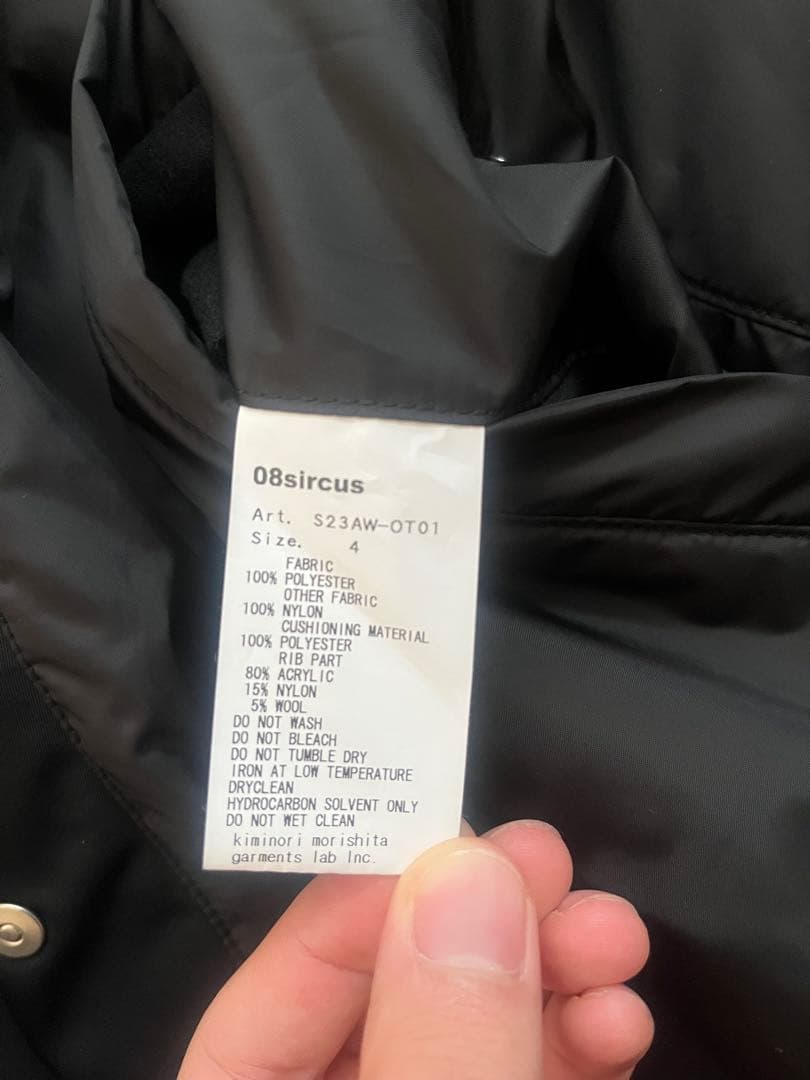 08sircus
Art. S23AW-OT01
Size. 4
FABRIC
100% POLYESTER
OTHER FABRIC
100% NYLON
CUSHIONING MATERIAL
100% POLYESTER
RIB PART
80% ACRYLIC
15% NYLON
5% WOOL
DO NOT WASH
DO NOT BLEACH
DO NOT TUMBLE DRY
IRON AT LOW TEMPERATURE
DRYCLEAN
HYDROCARBON SOLVENT ONLY
DO NOT WET CLEAN
kiminori morishita
garments lab Inc.